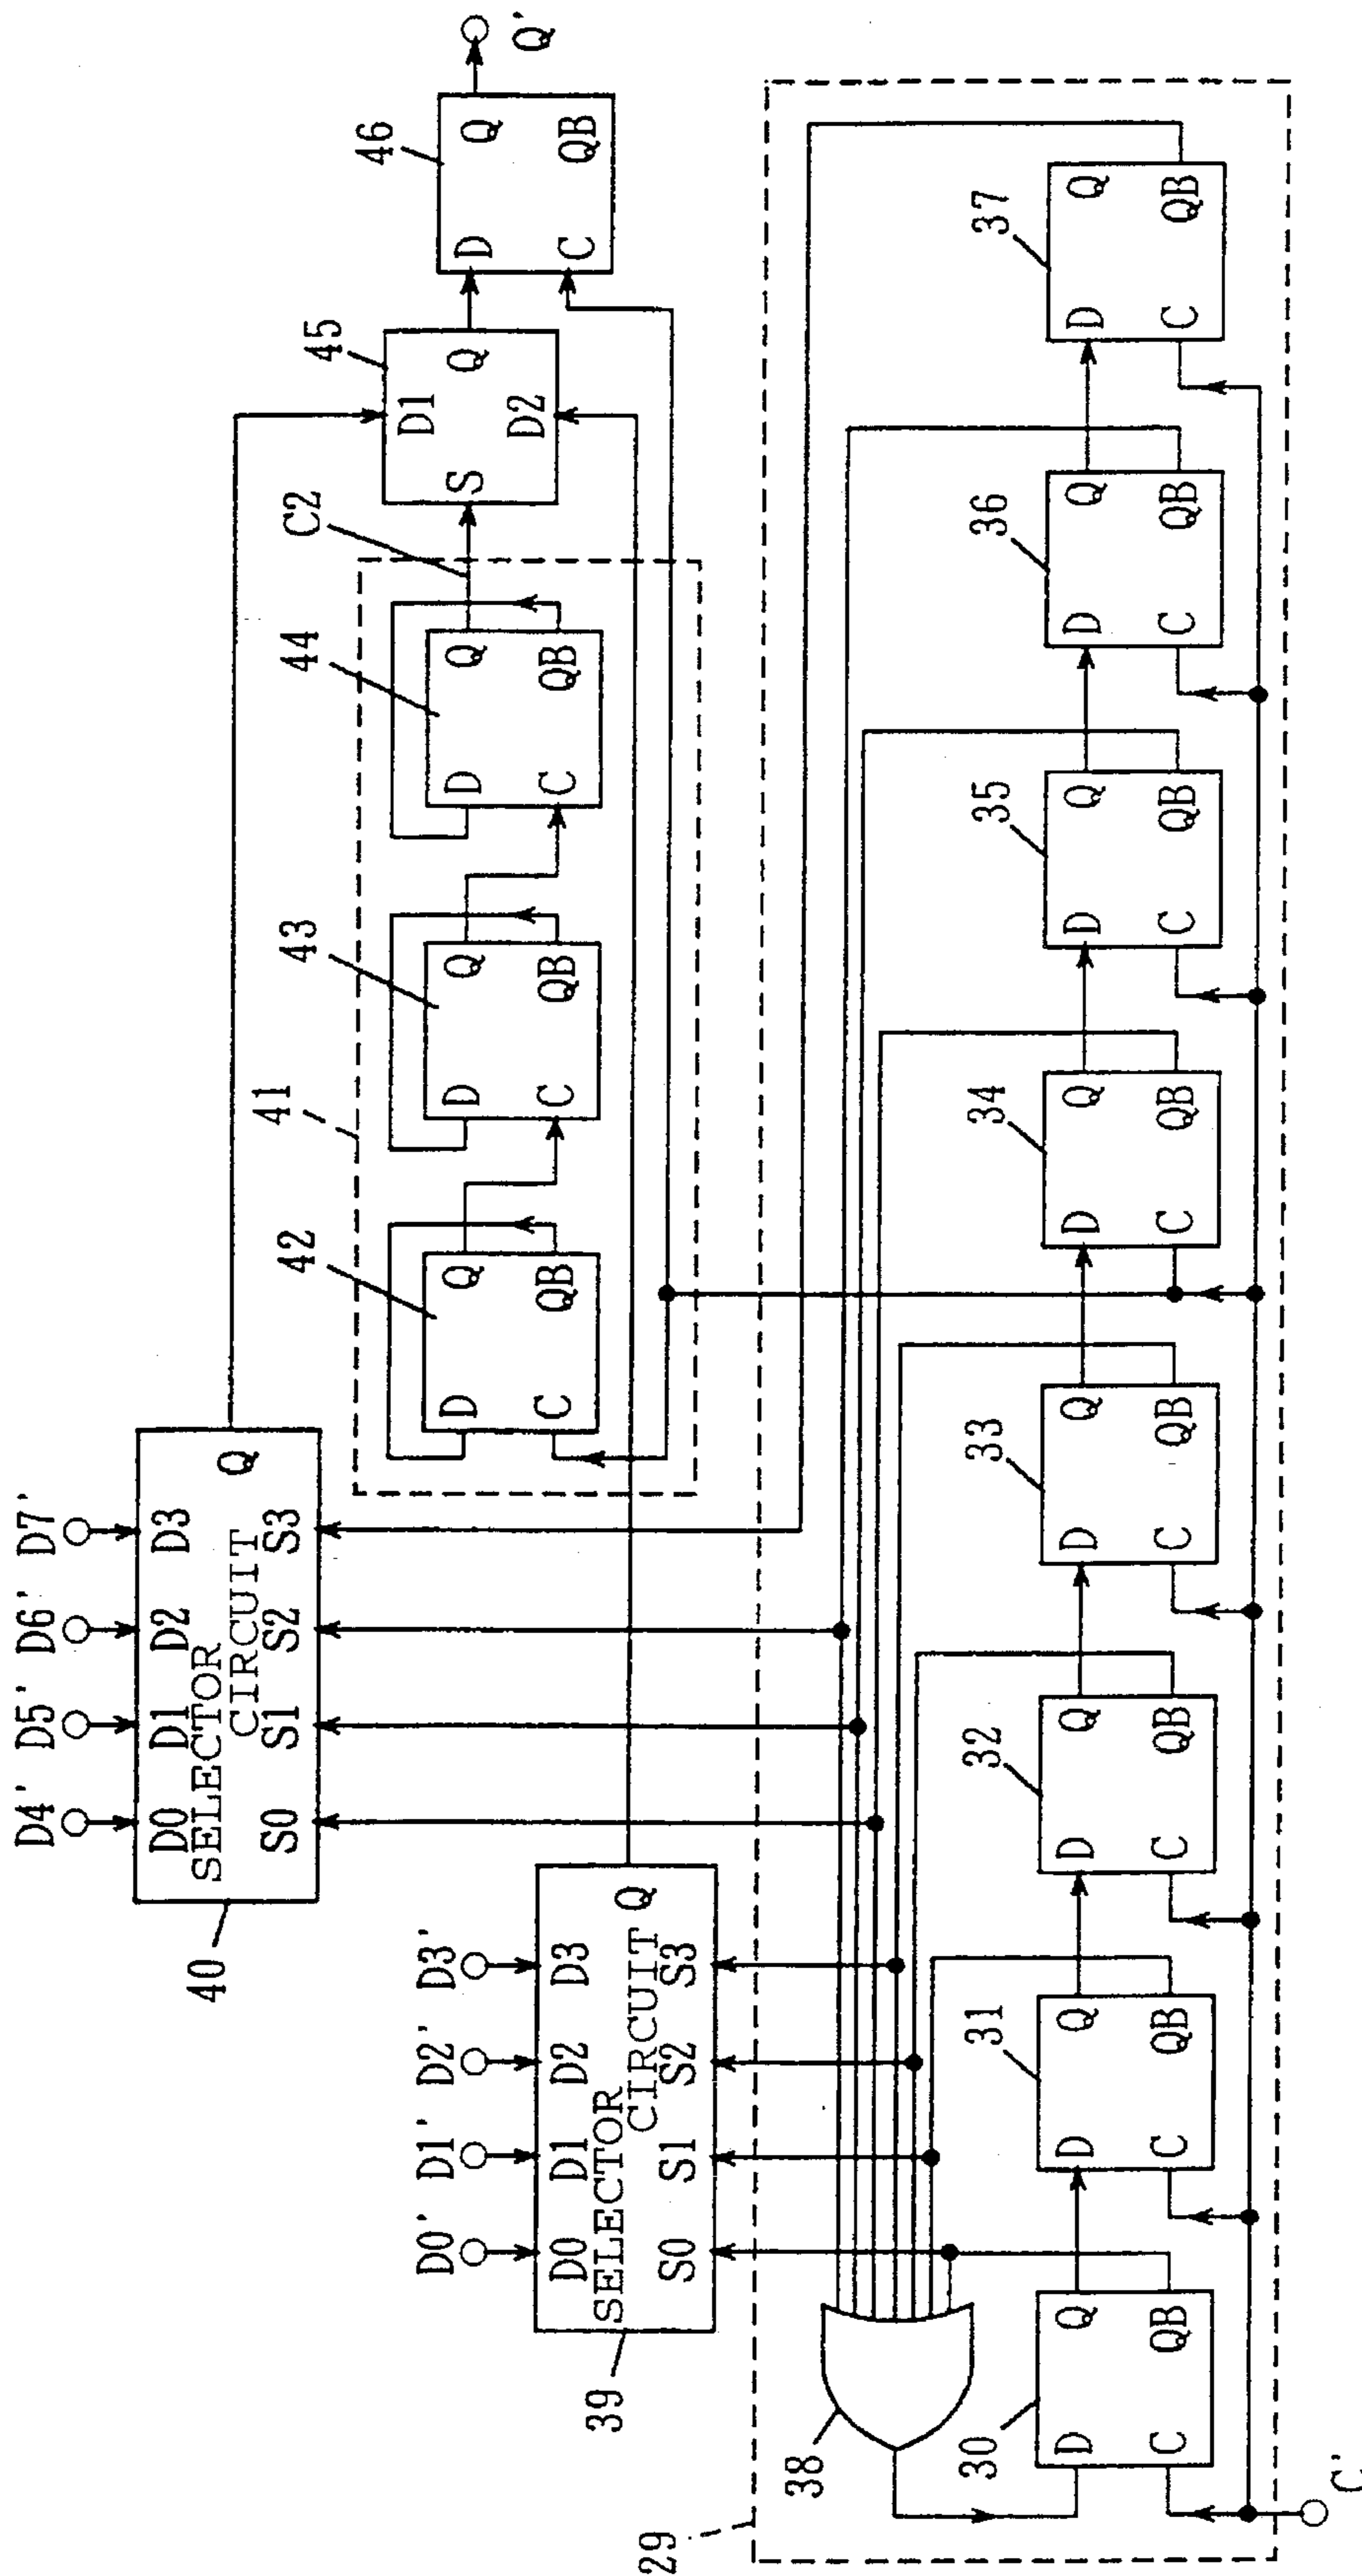 D4' D5' D6' D7'
D0 D1 D2 D3
SELECTOR
CIRCUIT
Q
S0 S1 S2 S3
40
D0' D1' D2' D3'
D0 D1 D2 D3
SELECTOR
CIRCUIT
Q
S0 S1 S2 S3
39
41
42
D Q
C QB
43
D Q
C QB
44
D Q
C QB
C2
45
D1
S Q
D2
46
D Q
C QB
Q'
29
38
30
D Q
C QB
31
D Q
C QB
32
D Q
C QB
33
D Q
C QB
34
D Q
C QB
35
D Q
C QB
36
D Q
C QB
37
D Q
C QB
C'